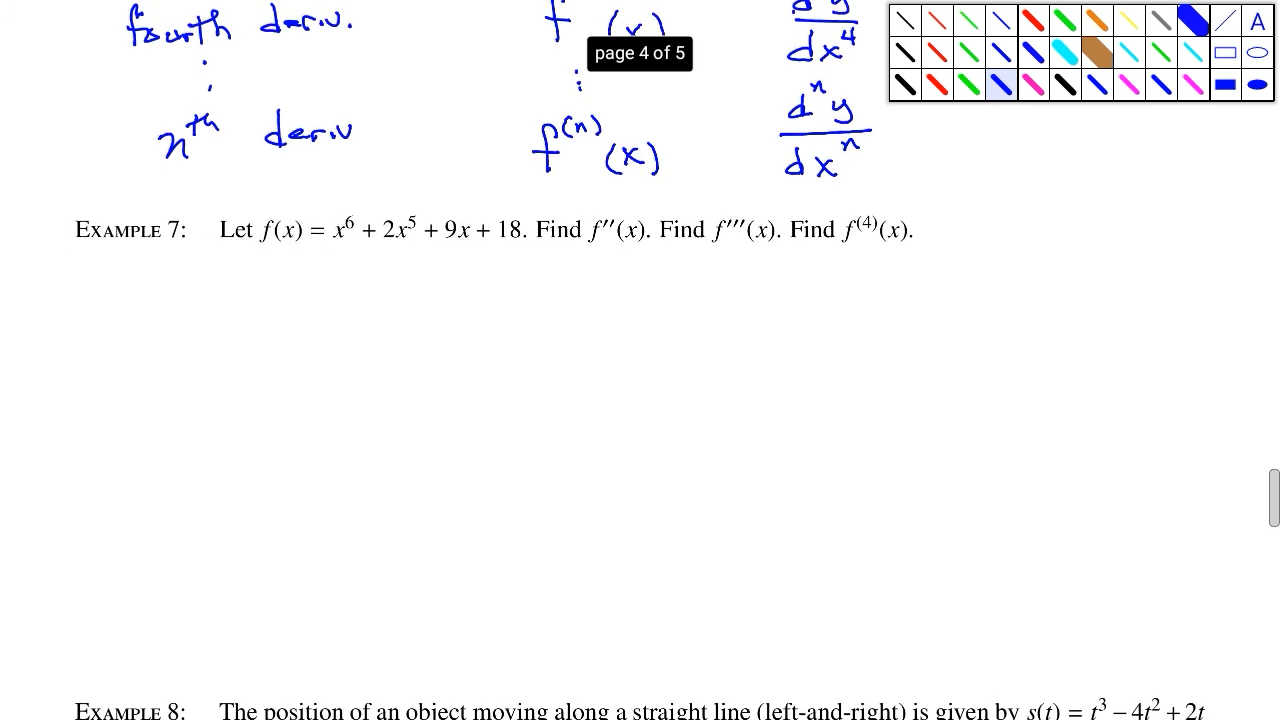 fourth deriv. f (x) d y
page 4 of 5
dx⁴
⋮ ⋮
nᵗʰ deriv f⁽ⁿ⁾(x) dⁿy/dxⁿ
A
EXAMPLE 7: Let f(x) = x⁶ + 2x⁵ + 9x + 18. Find f″(x). Find f‴(x). Find f⁽⁴⁾(x).
EXAMPLE 8: The position of an object moving along a straight line (left-and-right) is given by s(t) = t³ − 4t² + 2t